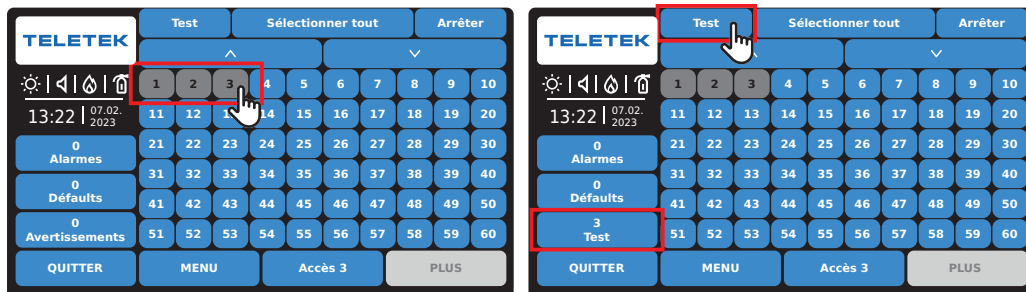 TELETEK
Test Sélectionner tout Arrêter
1 2 3 4 5 6 7 8 9 10
13:22 07.02. 2023
11 12 14 15 16 17 18 19 20
0 Alarmes
21 22 23 24 25 26 27 28 29 30
0 Défauts
31 32 33 34 35 36 37 38 39 40
41 42 43 44 45 46 47 48 49 50
0 Avertissements
51 52 53 54 55 56 57 58 59 60
QUITTER MENU Accès 3 PLUS
TELETEK
Test Sélectionner tout Arrêter
1 2 3 4 5 6 7 8 9 10
13:22 07.02. 2023
11 12 13 14 15 16 17 18 19 20
0 Alarmes
21 22 23 24 25 26 27 28 29 30
0 Défauts
31 32 33 34 35 36 37 38 39 40
41 42 43 44 45 46 47 48 49 50
3 Test
51 52 53 54 55 56 57 58 59 60
QUITTER MENU Accès 3 PLUS